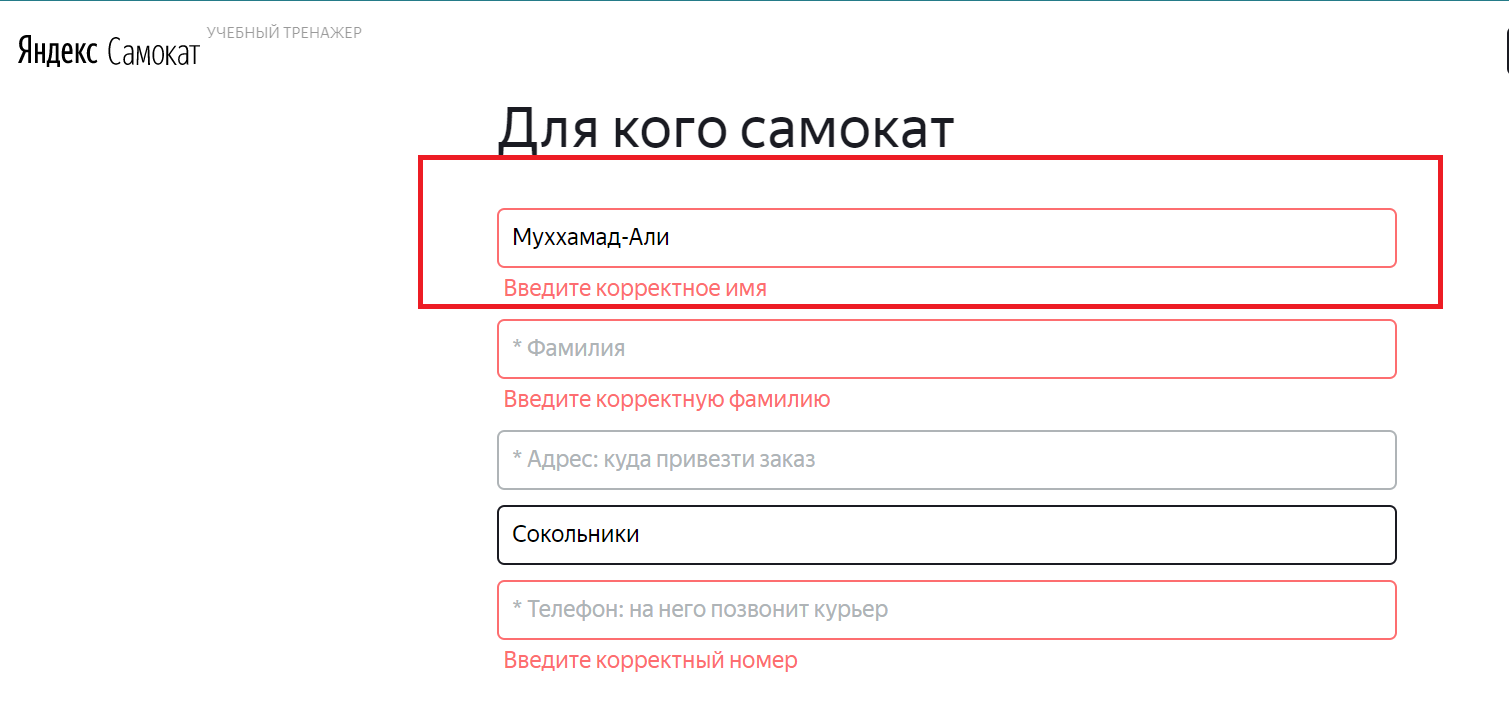 Яндекс Самокат
УЧЕБНЫЙ ТРЕНАЖЕР
Для кого самокат
Муххамад-Али
Введите корректное имя
* Фамилия
Введите корректную фамилию
* Адрес: куда привезти заказ
Сокольники
* Телефон: на него позвонит курьер
Введите корректный номер